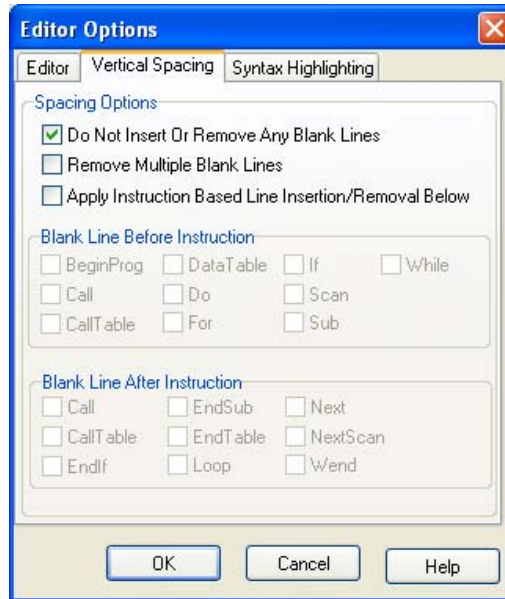 Editor Options
Editor Vertical Spacing Syntax Highlighting
Spacing Options
Do Not Insert Or Remove Any Blank Lines
Remove Multiple Blank Lines
Apply Instruction Based Line Insertion/Removal Below
Blank Line Before Instruction
BeginProg DataTable If While
Call Do Scan
CallTable For Sub
Blank Line After Instruction
Call EndSub Next
CallTable EndTable NextScan
EndIf Loop Wend
OK Cancel Help